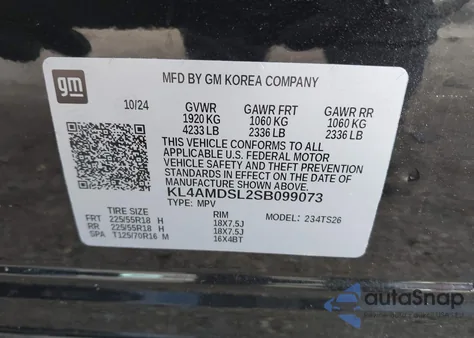 gm
MFD BY GM KOREA COMPANY
10/24 GVWR GAWR FRT GAWR RR
1920 KG 1060 KG 1060 KG
4233 LB 2336 LB 2336 LB
THIS VEHICLE CONFORMS TO ALL
APPLICABLE U.S. FEDERAL MOTOR
VEHICLE SAFETY AND THEFT PREVENTION
STANDARDS IN EFFECT ON THE DATE OF
MANUFACTURE SHOWN ABOVE.
KL4AMDSL2SB099073
TYPE: MPV MODEL: 234TS26
TIRE SIZE RIM
FRT 225/55R18 H 18X7.5J
RR 225/55R18 H 18X7.5J
SPA T125/70R16 M 16X4BT
autoSnap